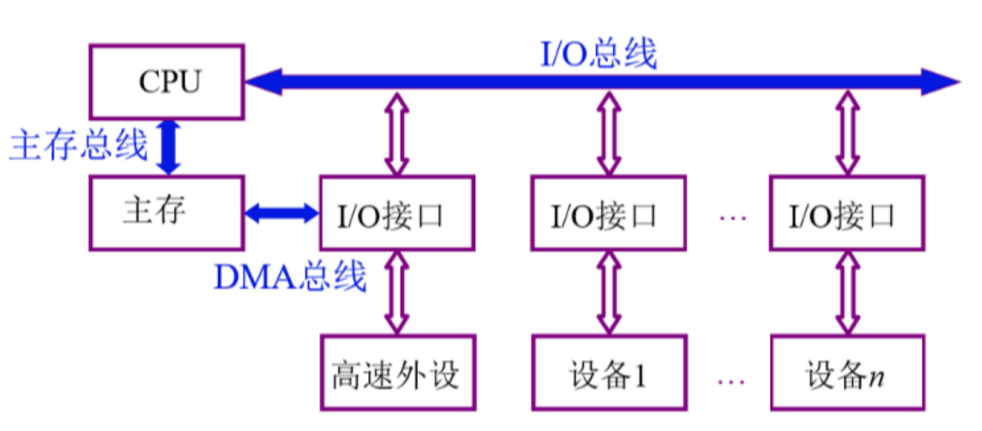 I/O总线
CPU
主存总线
主存
I/O接口
I/O接口
…
I/O接口
DMA总线
高速外设
设备1
…
设备n